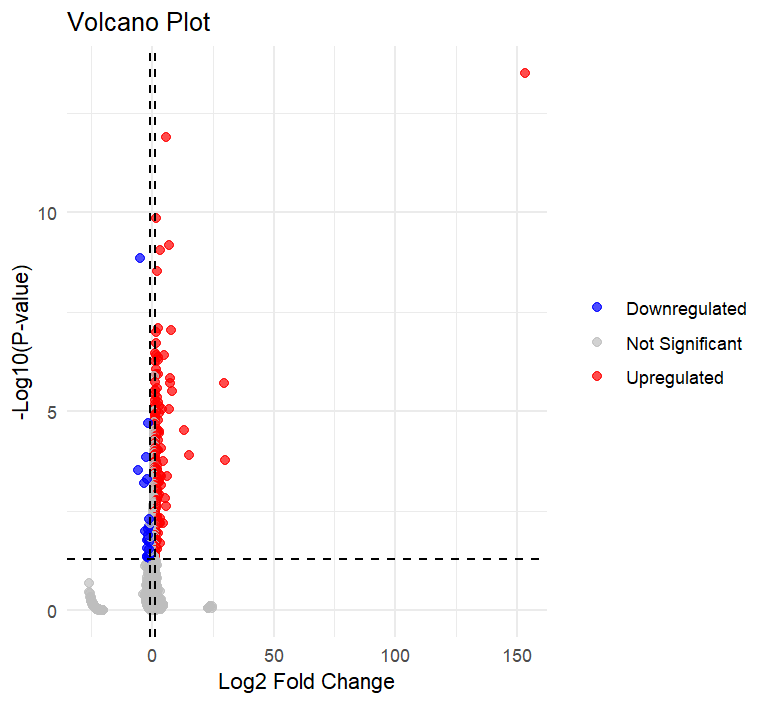 Volcano Plot
-Log10(P-value)
10
5
0
0
50
100
150
Log2 Fold Change
Downregulated
Not Significant
Upregulated